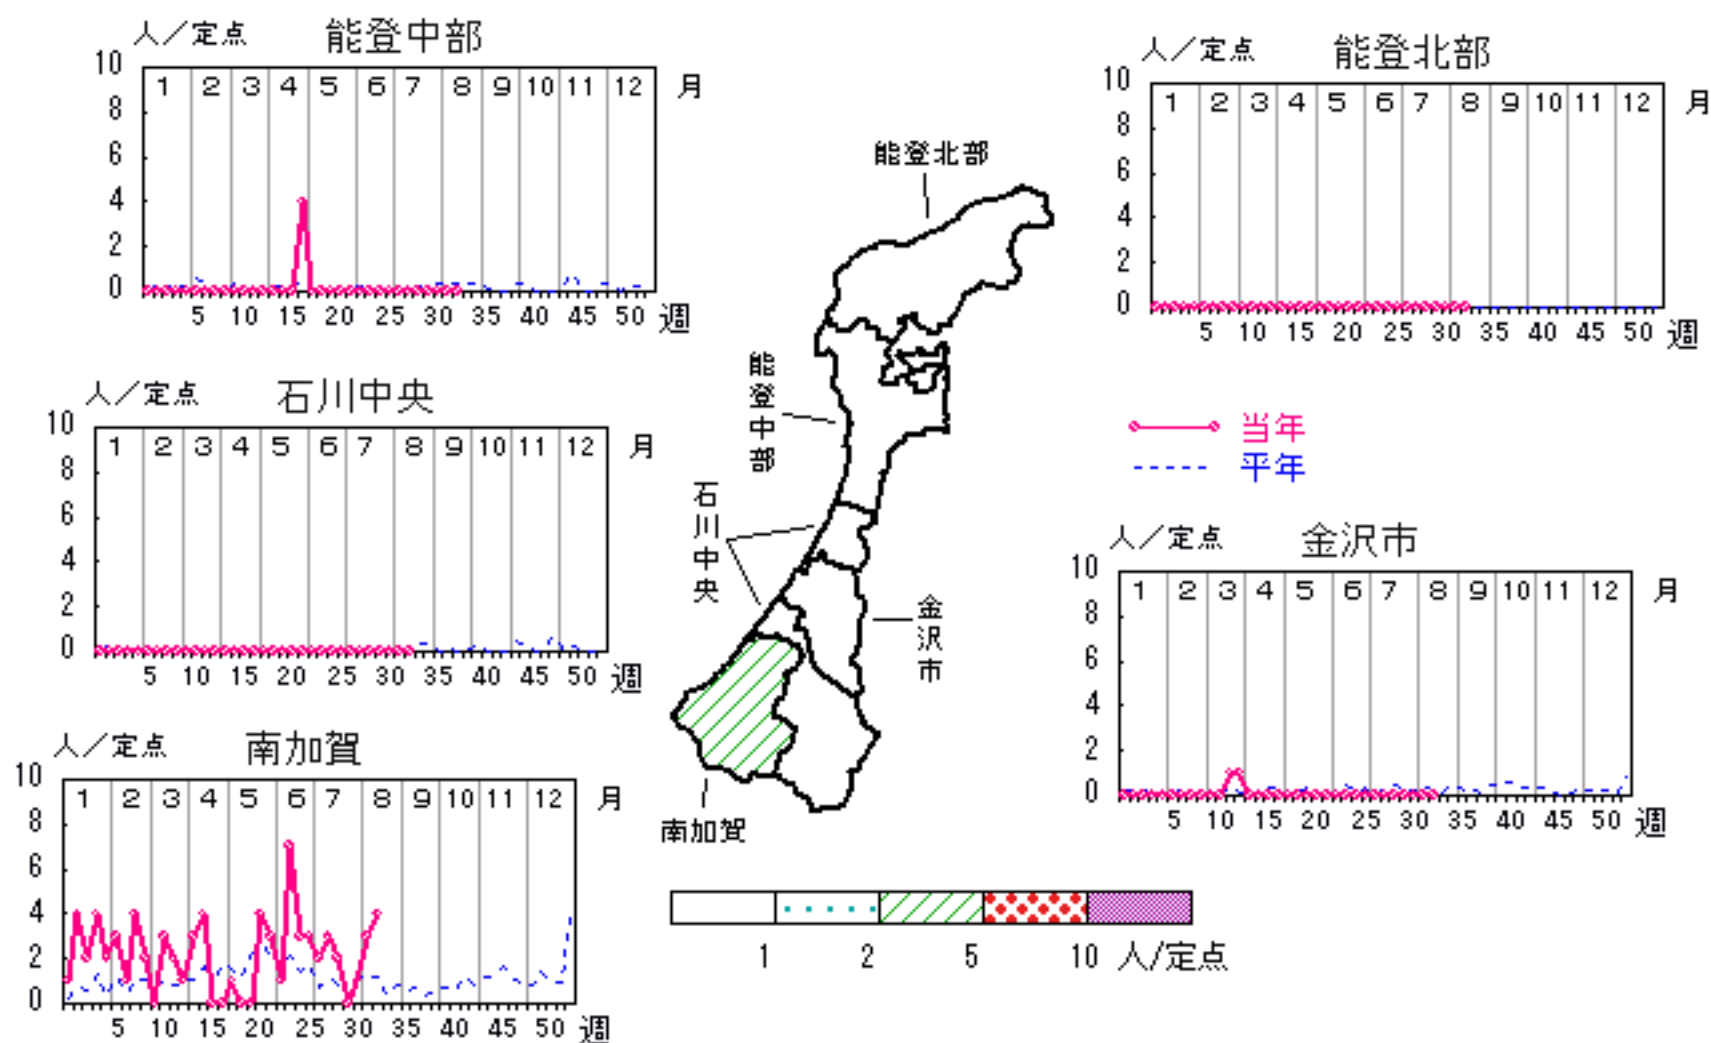 人／定点 能登中部
10 8 6 4 2 0
1 2 3 4 5 6 7 8 9 10 11 12 月
5 10 15 20 25 30 35 40 45 50 週
人／定点 能登北部
10 8 6 4 2 0
1 2 3 4 5 6 7 8 9 10 11 12 月
5 10 15 20 25 30 35 40 45 50 週
人／定点 石川中央
10 8 6 4 2 0
1 2 3 4 5 6 7 8 9 10 11 12 月
5 10 15 20 25 30 35 40 45 50 週
能登北部
能登中部
石川中央
金沢市
南加賀
当年
平年
人／定点 金沢市
10 8 6 4 2 0
1 2 3 4 5 6 7 8 9 10 11 12 月
5 10 15 20 25 30 35 40 45 50 週
人／定点 南加賀
10 8 6 4 2 0
1 2 3 4 5 6 7 8 9 10 11 12 月
5 10 15 20 25 30 35 40 45 50 週
1 2 5 10 人/定点